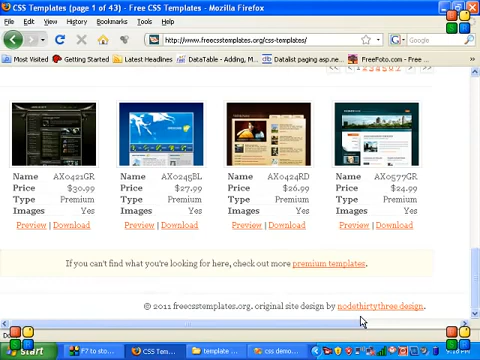 CSS Templates (page 1 of 43) - Free CSS Templates - Mozilla Firefox
File Edit View History Bookmarks Tools Help
http://www.freecsstemplates.org/css-templates/
Google
Most Visited Getting Started Latest Headlines DataTable - Adding, M... Datalist paging asp.ne... FreeFoto.com - Free ...
Name AX0421GR
Price $30.99
Type Premium
Images Yes
Preview | Download
Name AX0245BL
Price $27.99
Type Premium
Images Yes
Preview | Download
Name AX0424RD
Price $26.99
Type Premium
Images Yes
Preview | Download
Name AX0577GR
Price $24.99
Type Premium
Images Yes
Preview | Download
If you can't find what you're looking for here, check out more premium templates.
© 2011 freecsstemplates.org. original site design by nodethirtythree design.
start F7 to sto... CSS Tem... template ... css demo...